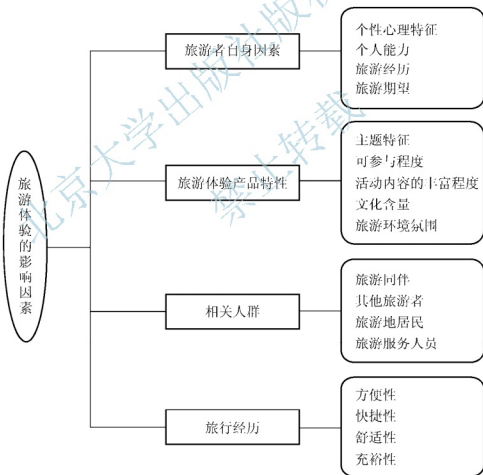 旅游者自身因素
个性心理特征
个人能力
旅游经历
旅游期望
旅游体验产品特性
主题特征
可参与程度
活动内容的丰富程度
文化含量
旅游环境氛围
旅游体验的影响因素
相关人群
旅游同伴
其他旅游者
旅游地居民
旅游服务人员
旅行经历
方便性
快捷性
舒适性
充裕性
北京大学出版社版权
禁止转载